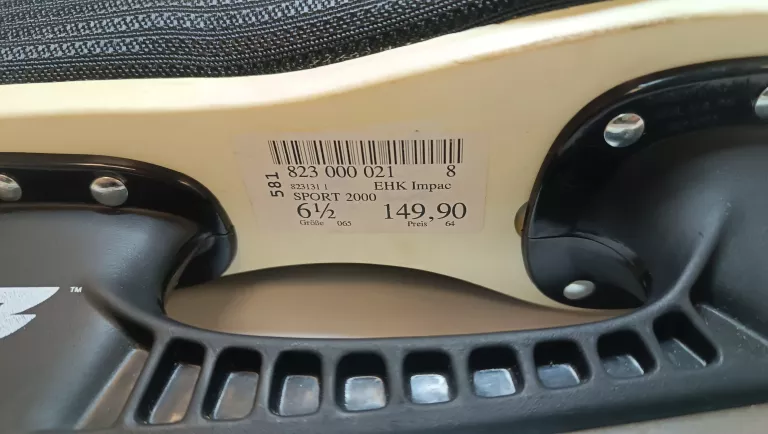 823 000 021 8
581
823131 1 EHK Impac
SPORT 2000
6½ 149,90
Größe 065 Preis 64
™